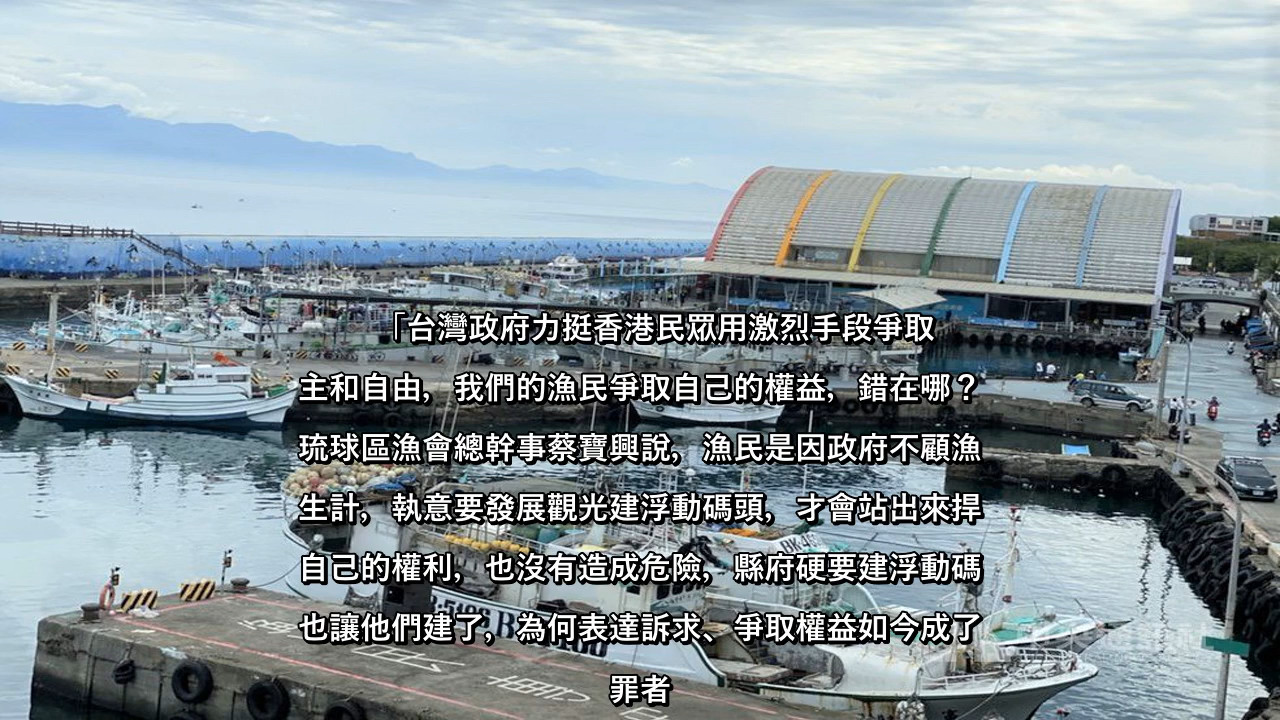 「台灣政府力挺香港民眾用激烈手段爭取
主和自由，我們的漁民爭取自己的權益，錯在哪？
琉球區漁會總幹事蔡寶興說，漁民是因政府不顧漁
生計，執意要發展觀光建浮動碼頭，才會站出來捍
自己的權利，也沒有造成危險，縣府硬要建浮動碼
也讓他們建了，為何表達訴求、爭取權益如今成了
罪者